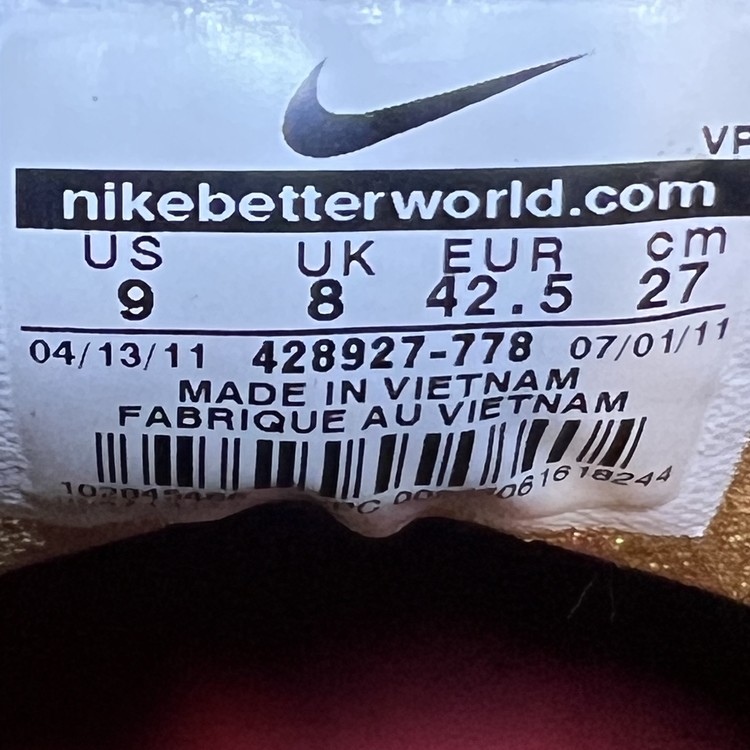 VP
nikebetterworld.com
US UK EUR cm
9 8 42.5 27
04/13/11 428927-778 07/01/11
MADE IN VIETNAM
FABRIQUE AU VIETNAM